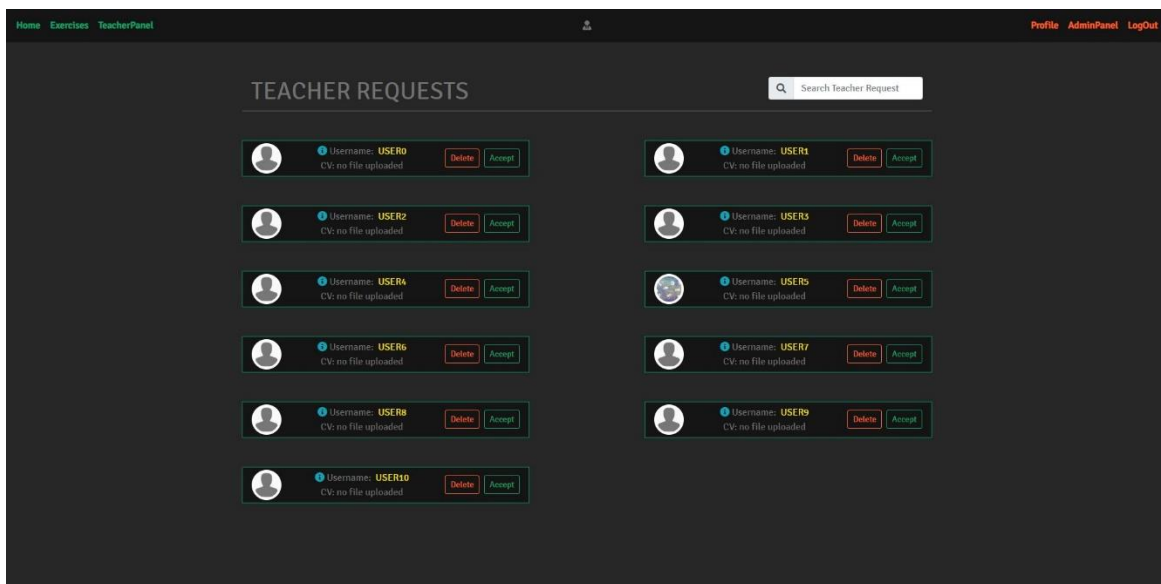 Home Exercises TeacherPanel Profile AdminPanel LogOut
TEACHER REQUESTS
Search Teacher Request
Username: USER0
CV: no file uploaded
Delete Accept
Username: USER1
CV: no file uploaded
Delete Accept
Username: USER2
CV: no file uploaded
Delete Accept
Username: USER3
CV: no file uploaded
Delete Accept
Username: USER4
CV: no file uploaded
Delete Accept
Username: USER5
CV: no file uploaded
Delete Accept
Username: USER6
CV: no file uploaded
Delete Accept
Username: USER7
CV: no file uploaded
Delete Accept
Username: USER8
CV: no file uploaded
Delete Accept
Username: USER9
CV: no file uploaded
Delete Accept
Username: USER10
CV: no file uploaded
Delete Accept